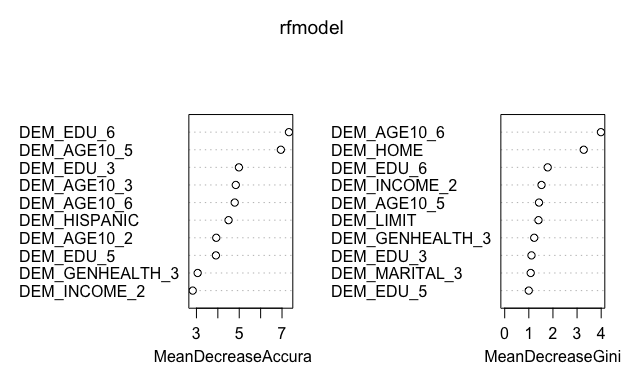 rfmodel
DEM_EDU_6
DEM_AGE10_5
DEM_EDU_3
DEM_AGE10_3
DEM_AGE10_6
DEM_HISPANIC
DEM_AGE10_2
DEM_EDU_5
DEM_GENHEALTH_3
DEM_INCOME_2
3 5 7
MeanDecreaseAccura
DEM_AGE10_6
DEM_HOME
DEM_EDU_6
DEM_INCOME_2
DEM_AGE10_5
DEM_LIMIT
DEM_GENHEALTH_3
DEM_EDU_3
DEM_MARITAL_3
DEM_EDU_5
0 1 2 3 4
MeanDecreaseGini